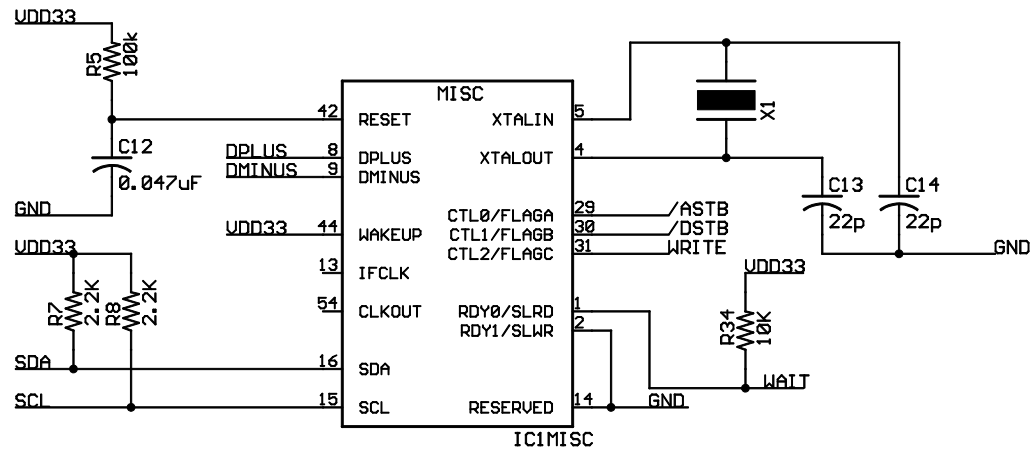 VDD33
R5
100k
MISC
42
RESET
XTALIN
5
X1
C12
0.047uF
DPLUS
8
DPLUS
XTALOUT
4
DMINUS
9
DMINUS
C13
22p
C14
22p
GND
CTL0/FLAGA
29
/ASTB
VDD33
44
WAKEUP
CTL1/FLAGB
30
/DSTB
VDD33
CTL2/FLAGC
31
WRITE
GND
13
IFCLK
VDD33
R7
2.2K
R8
2.2K
54
CLKOUT
RDY0/SLRD
1
RDY1/SLWR
2
R34
10K
SDA
16
SDA
WAIT
SCL
15
SCL
RESERVED
14
GND
IC1MISC